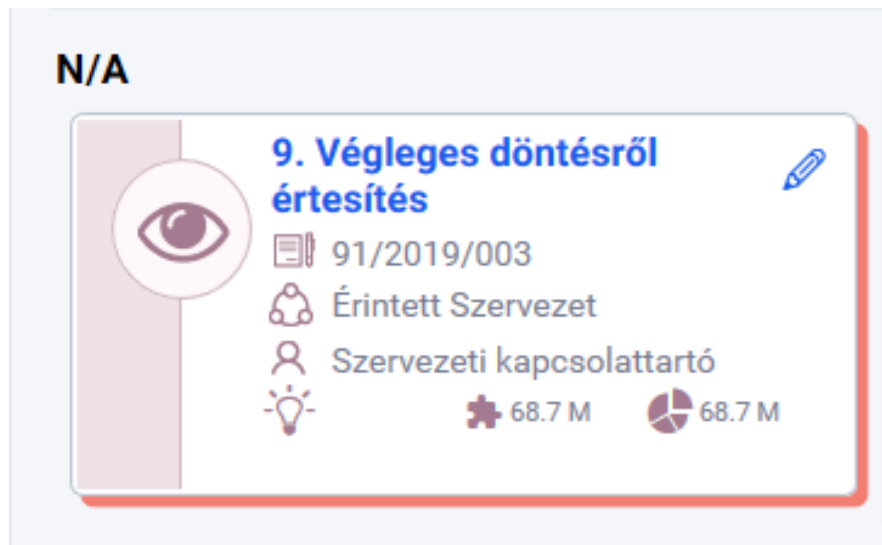 N/A
9. Végleges döntésről
értesítés
91/2019/003
Érintett Szervezet
Szervezeti kapcsolattartó
68.7 M 68.7 M